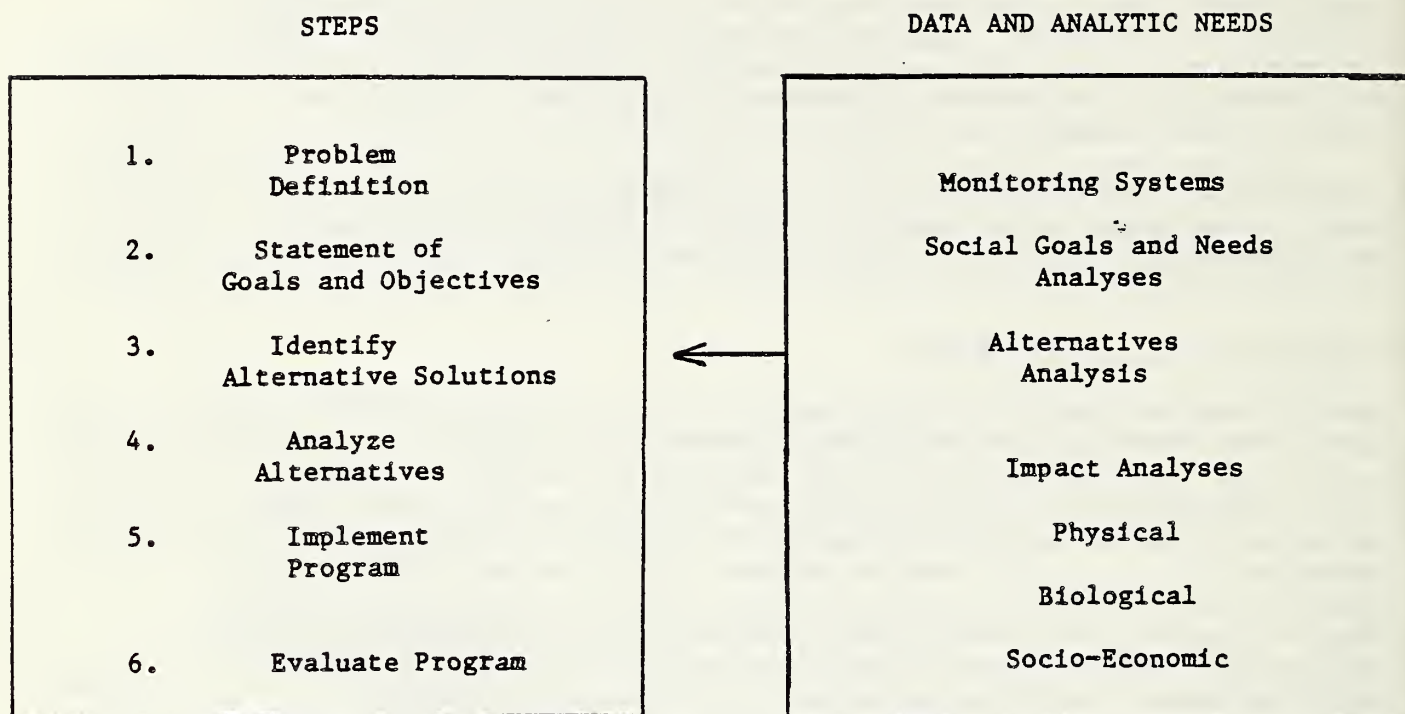 STEPS
1. Problem
Definition
2. Statement of
Goals and Objectives
3. Identify
Alternative Solutions
4. Analyze
Alternatives
5. Implement
Program
6. Evaluate Program
DATA AND ANALYTIC NEEDS
Monitoring Systems
Social Goals and Needs
Analyses
Alternatives
Analysis
Impact Analyses
Physical
Biological
Socio-Economic